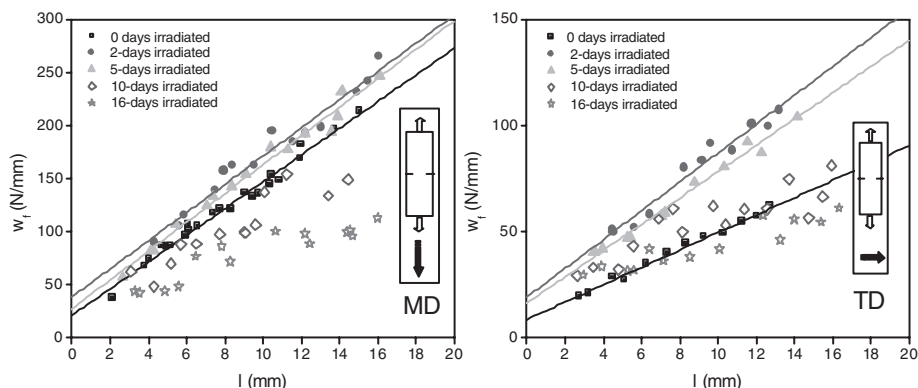 300
250
200
150
100
50
0
w_f (N/mm)
0 days irradiated
2-days irradiated
5-days irradiated
10-days irradiated
16-days irradiated
MD
0 2 4 6 8 10 12 14 16 18 20
l (mm)
150
100
50
0
w_f (N/mm)
0 days irradiated
2-days irradiated
5-days irradiated
10-days irradiated
16-days irradiated
TD
0 2 4 6 8 10 12 14 16 18 20
l (mm)